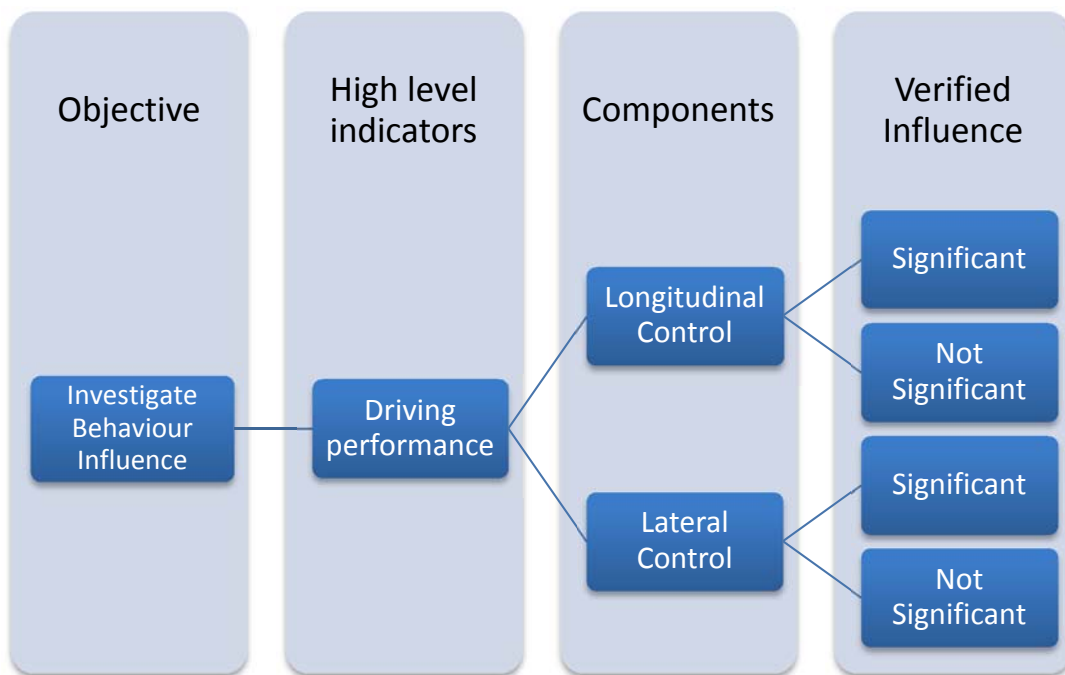 Objective
High level
indicators
Components
Verified
Influence
Investigate
Behaviour
Influence
Driving
performance
Longitudinal
Control
Lateral
Control
Significant
Not
Significant
Significant
Not
Significant